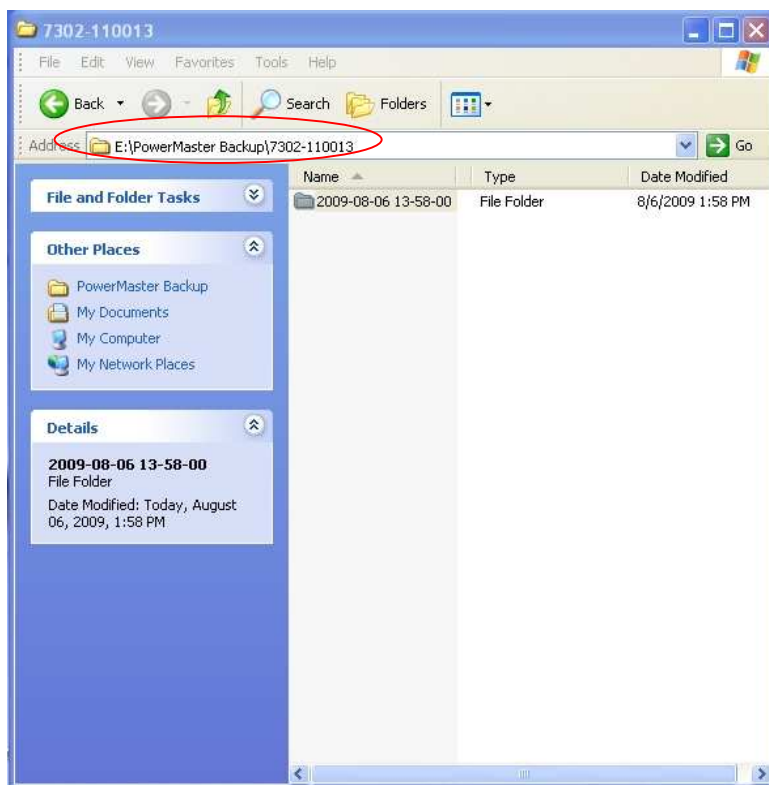 7302-110013
File Edit View Favorites Tools Help
Back Search Folders
Address E:\PowerMaster Backup\7302-110013 Go
File and Folder Tasks
Other Places
PowerMaster Backup
My Documents
My Computer
My Network Places
Details
2009-08-06 13-58-00
File Folder
Date Modified: Today, August
06, 2009, 1:58 PM
Name Type Date Modified
2009-08-06 13-58-00 File Folder 8/6/2009 1:58 PM